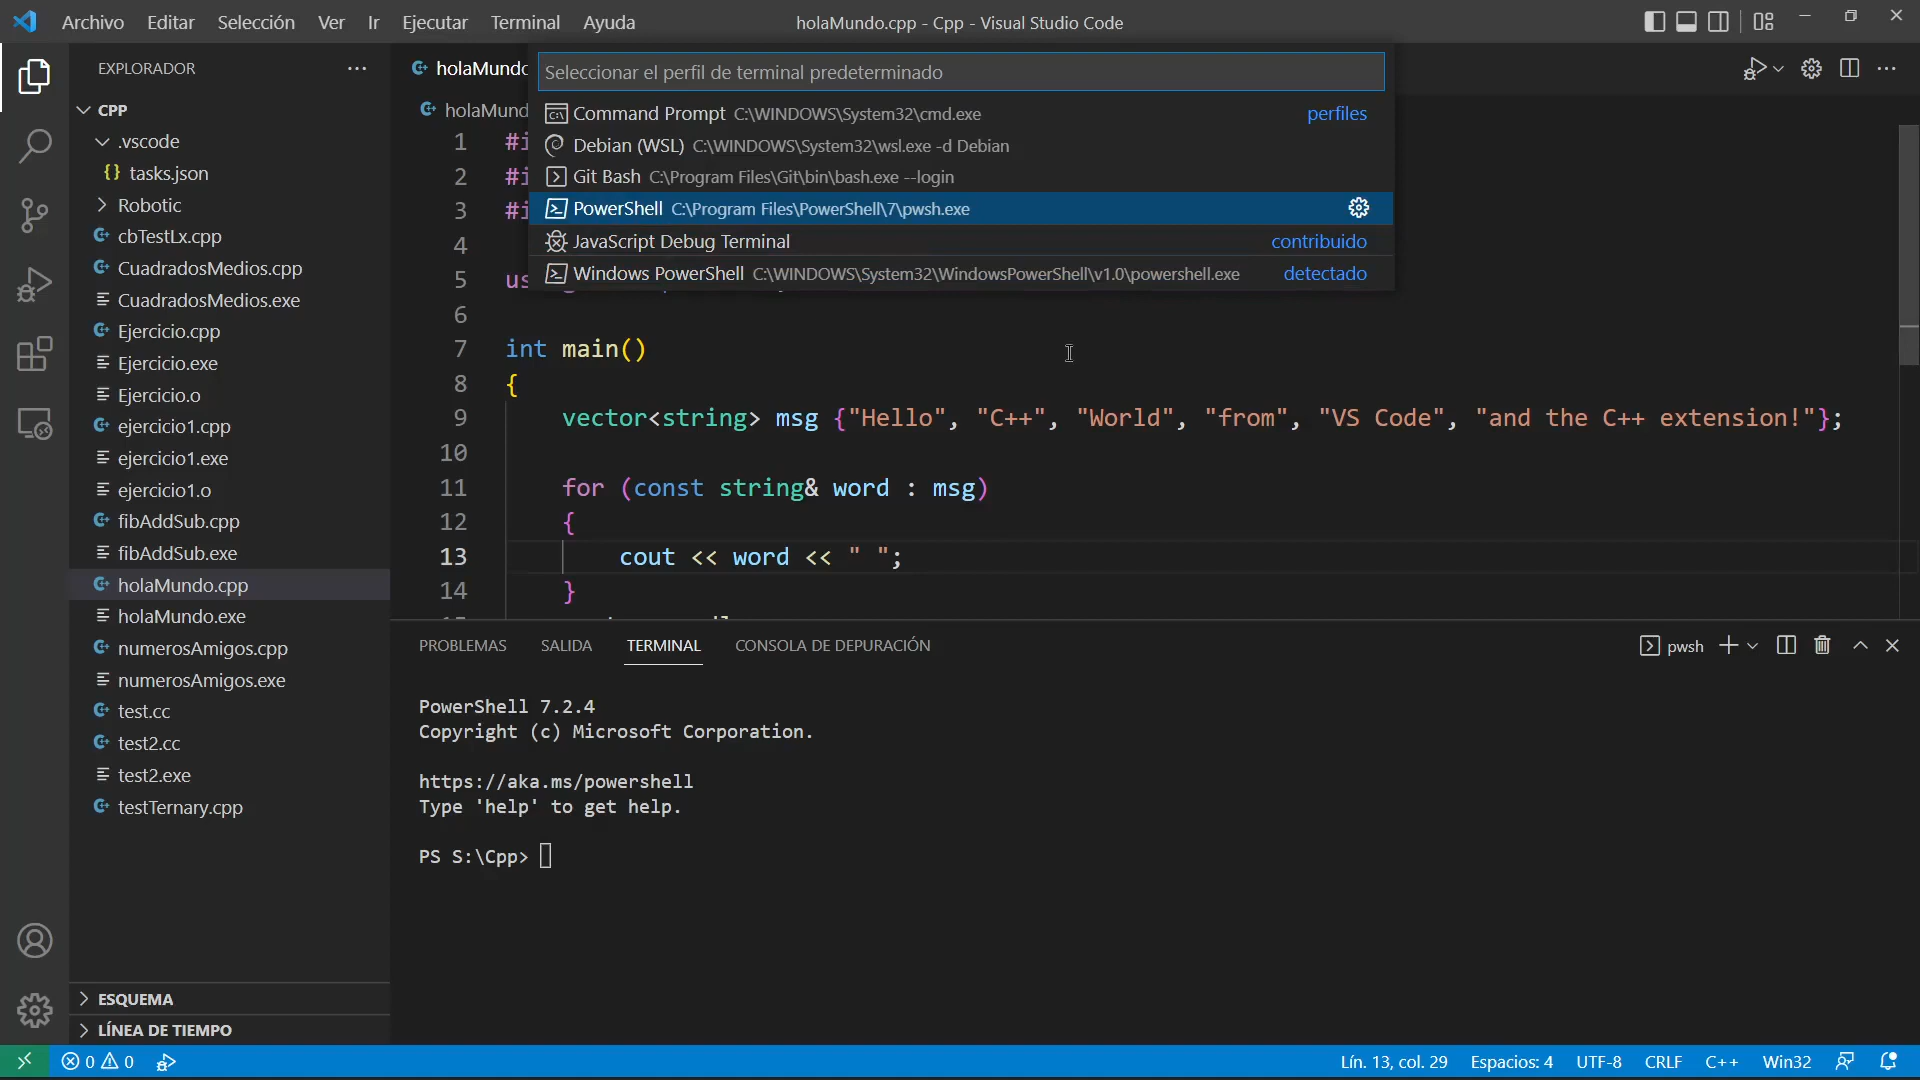 Archivo Editar Selección Ver Ir Ejecutar Terminal Ayuda
holaMundo.cpp - Cpp - Visual Studio Code
EXPLORADOR
CPP
.vscode
{} tasks.json
Robotic
cbTestLx.cpp
CuadradosMedios.cpp
CuadradosMedios.exe
Ejercicio.cpp
Ejercicio.exe
Ejercicio.o
ejercicio1.cpp
ejercicio1.exe
ejercicio1.o
fibAddSub.cpp
fibAddSub.exe
holaMundo.cpp
holaMundo.exe
numerosAmigos.cpp
numerosAmigos.exe
test.cc
test2.cc
test2.exe
testTernary.cpp
ESQUEMA
LÍNEA DE TIEMPO
holaMundo
holaMund
Seleccionar el perfil de terminal predeterminado
Command Prompt C:\WINDOWS\System32\cmd.exe perfiles
Debian (WSL) C:\WINDOWS\System32\wsl.exe -d Debian
Git Bash C:\Program Files\Git\bin\bash.exe --login
PowerShell C:\Program Files\PowerShell\7\pwsh.exe
JavaScript Debug Terminal contribuido
Windows PowerShell C:\WINDOWS\System32\WindowsPowerShell\v1.0\powershell.exe detectado
1 #i
2 #i
3 #i
4
5 us
6
7 int main()
8 {
9 vector<string> msg {"Hello", "C++", "World", "from", "VS Code", "and the C++ extension!"};
10
11 for (const string& word : msg)
12 {
13 cout << word << " ";
14 }
PROBLEMAS SALIDA TERMINAL CONSOLA DE DEPURACIÓN
pwsh
PowerShell 7.2.4
Copyright (c) Microsoft Corporation.
https://aka.ms/powershell
Type 'help' to get help.
PS S:\Cpp>
0 0
Lín. 13, col. 29 Espacios: 4 UTF-8 CRLF C++ Win32